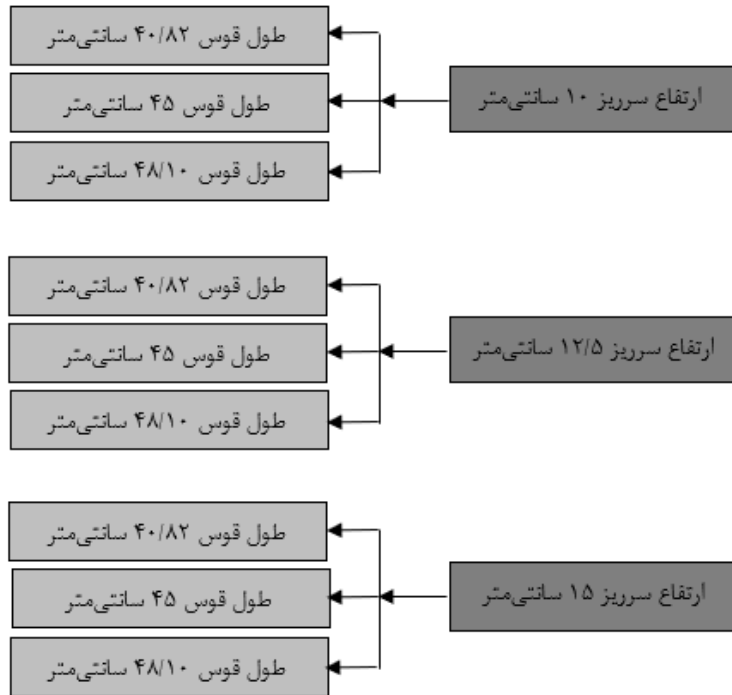 ارتفاع سرریز ۱۰ سانتی‌متر
طول قوس ۴۰/۸۲ سانتی‌متر
طول قوس ۴۵ سانتی‌متر
طول قوس ۴۸/۱۰ سانتی‌متر
ارتفاع سرریز ۱۲/۵ سانتی‌متر
طول قوس ۴۰/۸۲ سانتی‌متر
طول قوس ۴۵ سانتی‌متر
طول قوس ۴۸/۱۰ سانتی‌متر
ارتفاع سرریز ۱۵ سانتی‌متر
طول قوس ۴۰/۸۲ سانتی‌متر
طول قوس ۴۵ سانتی‌متر
طول قوس ۴۸/۱۰ سانتی‌متر